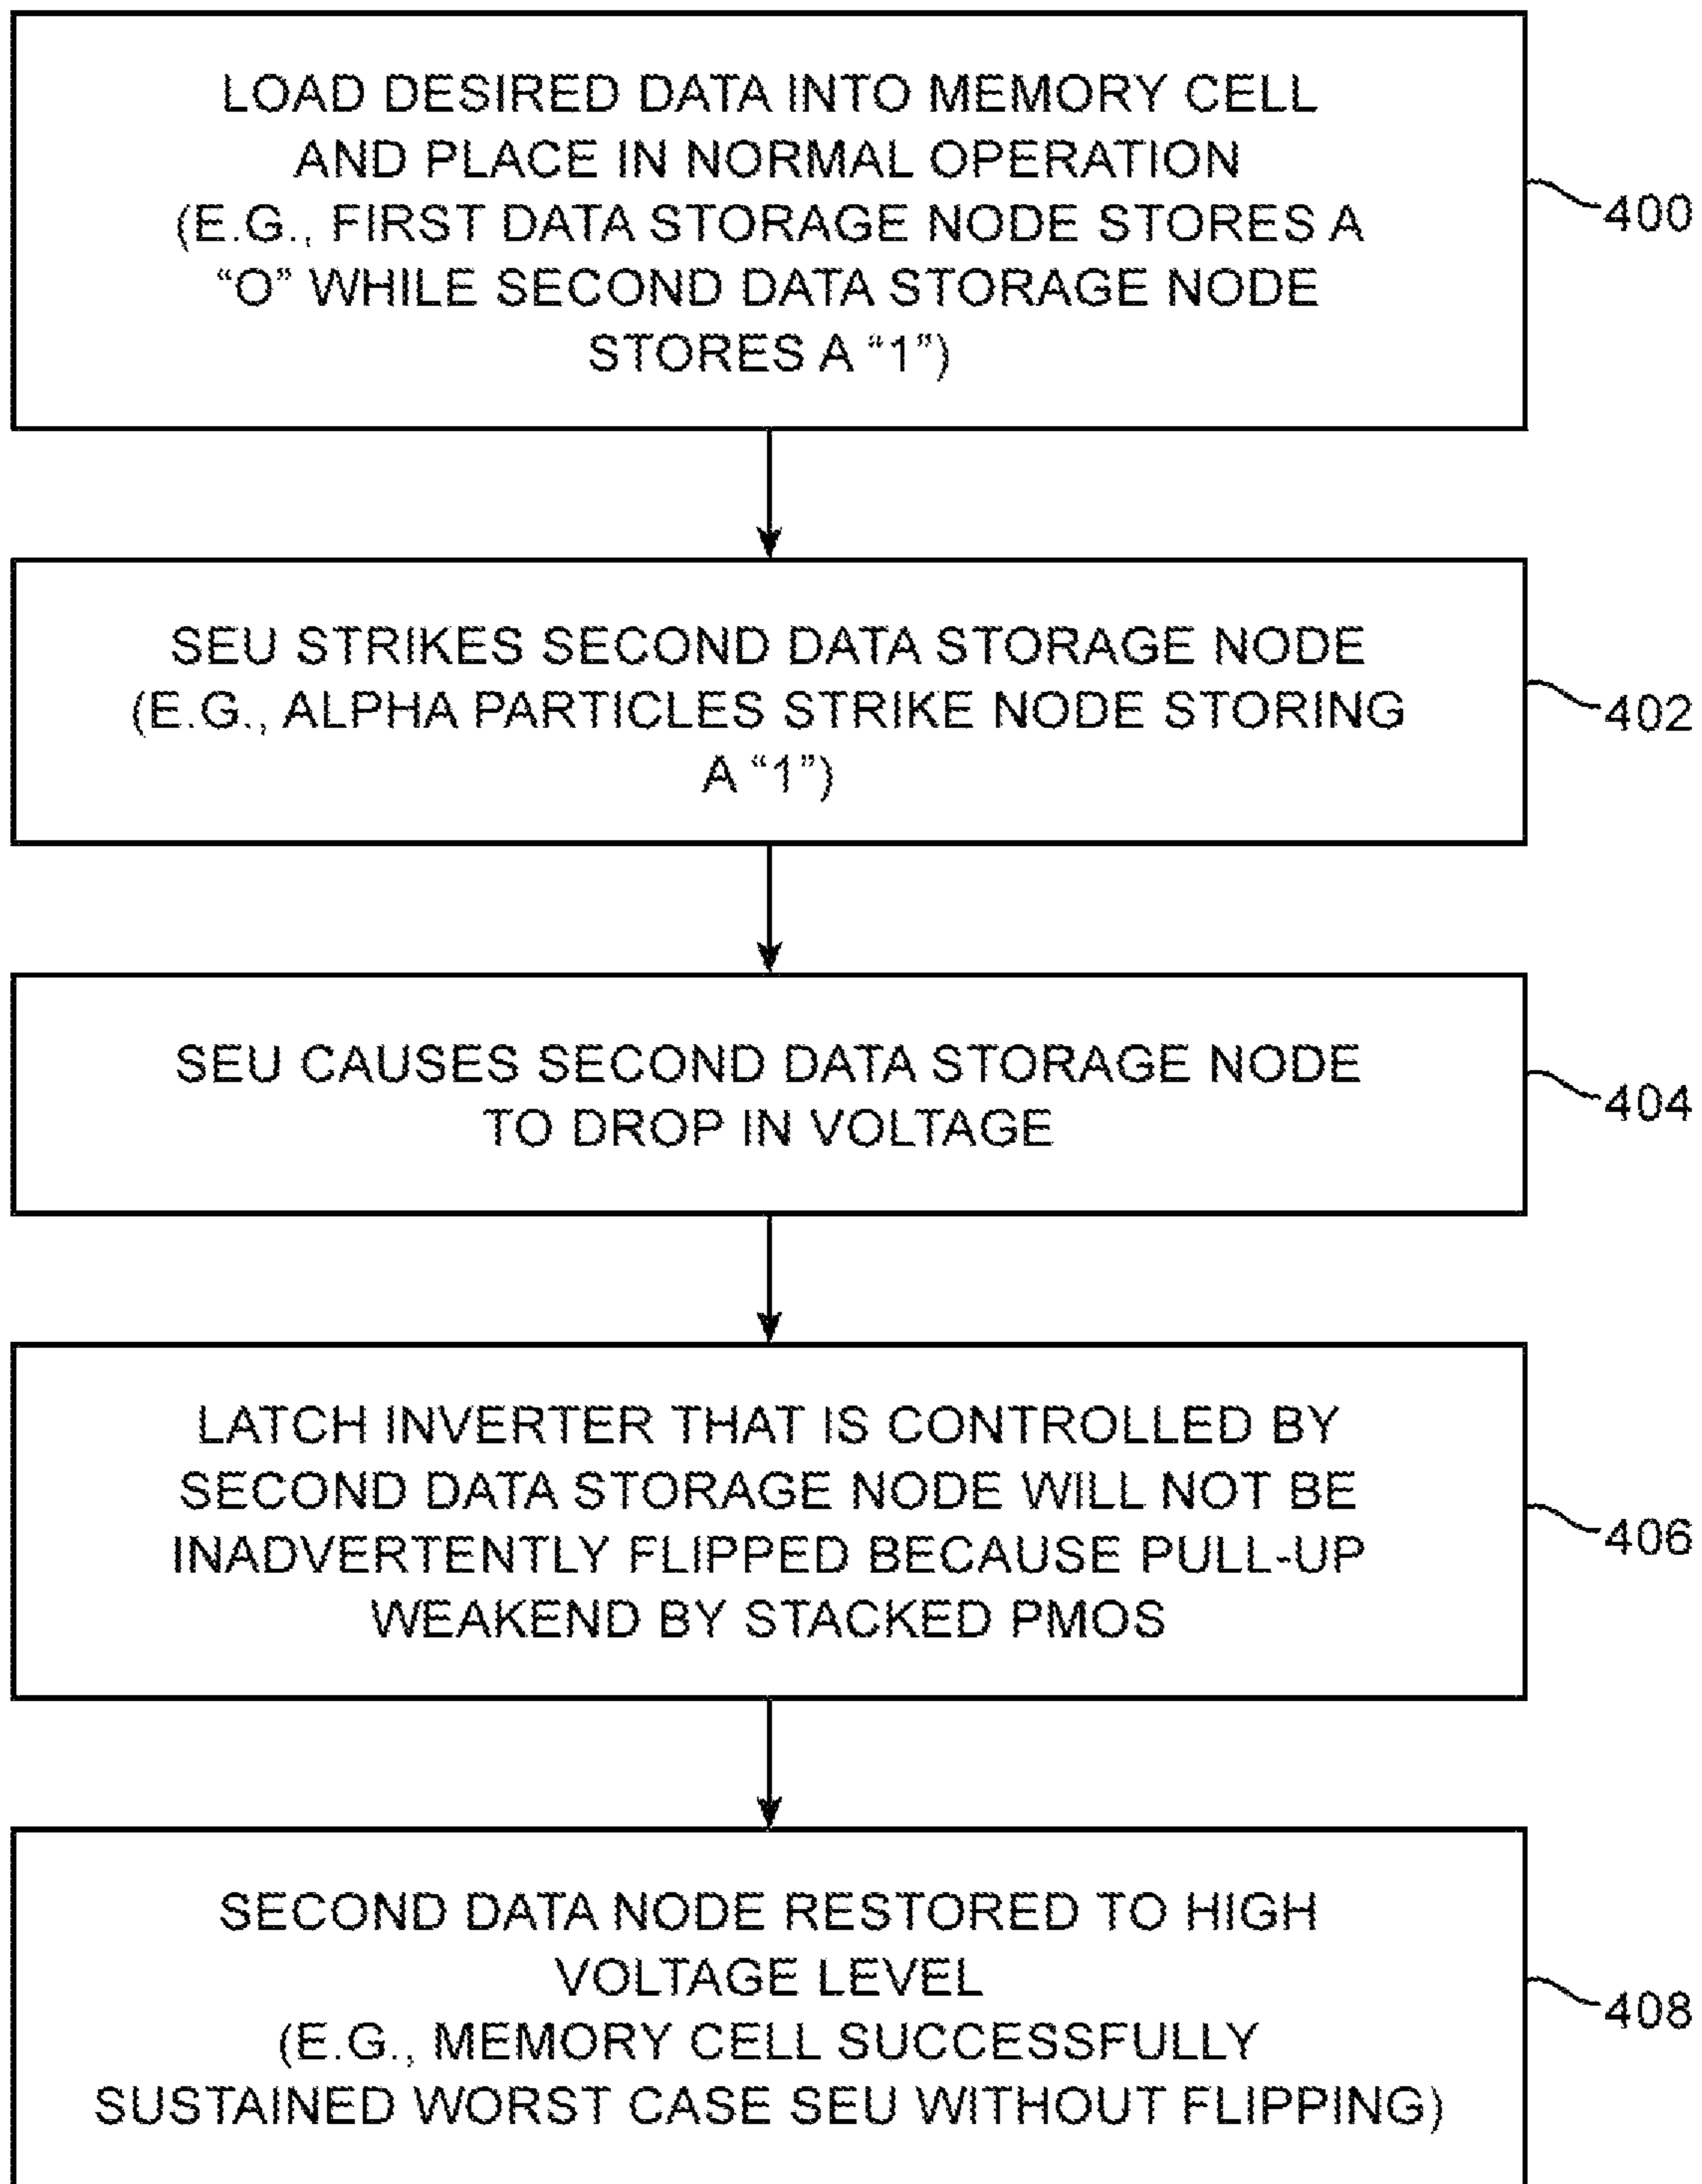 LOAD DESIRED DATA INTO MEMORY CELL
AND PLACE IN NORMAL OPERATION
(E.G., FIRST DATA STORAGE NODE STORES A
“O” WHILE SECOND DATA STORAGE NODE
STORES A “1”)
400
SEU STRIKES SECOND DATA STORAGE NODE
(E.G., ALPHA PARTICLES STRIKE NODE STORING
A “1”)
402
SEU CAUSES SECOND DATA STORAGE NODE
TO DROP IN VOLTAGE
404
LATCH INVERTER THAT IS CONTROLLED BY
SECOND DATA STORAGE NODE WILL NOT BE
INADVERTENTLY FLIPPED BECAUSE PULL-UP
WEAKEND BY STACKED PMOS
406
SECOND DATA NODE RESTORED TO HIGH
VOLTAGE LEVEL
(E.G., MEMORY CELL SUCCESSFULLY
SUSTAINED WORST CASE SEU WITHOUT FLIPPING)
408